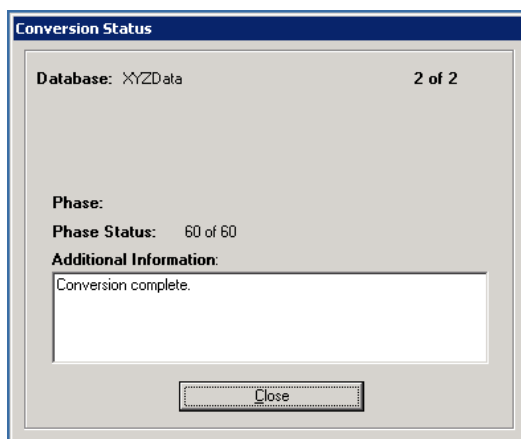 Conversion Status
Database: XYZData 2 of 2
Phase:
Phase Status: 60 of 60
Additional Information:
Conversion complete.
Close